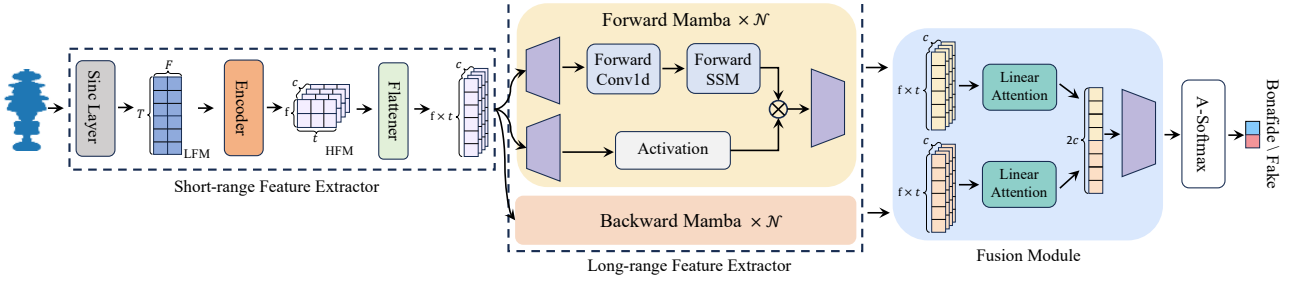 Sinc Layer
F
T
LFM
Encoder
c
f
t
HFM
Flattener
c
f × t
Short-range Feature Extractor
Forward Mamba × N
Forward
Conv1d
Forward
SSM
Activation
Backward Mamba × N
Long-range Feature Extractor
c
f × t
Linear
Attention
c
f × t
Linear
Attention
2c
Fusion Module
A-Softmax
Bonafide \ Fake